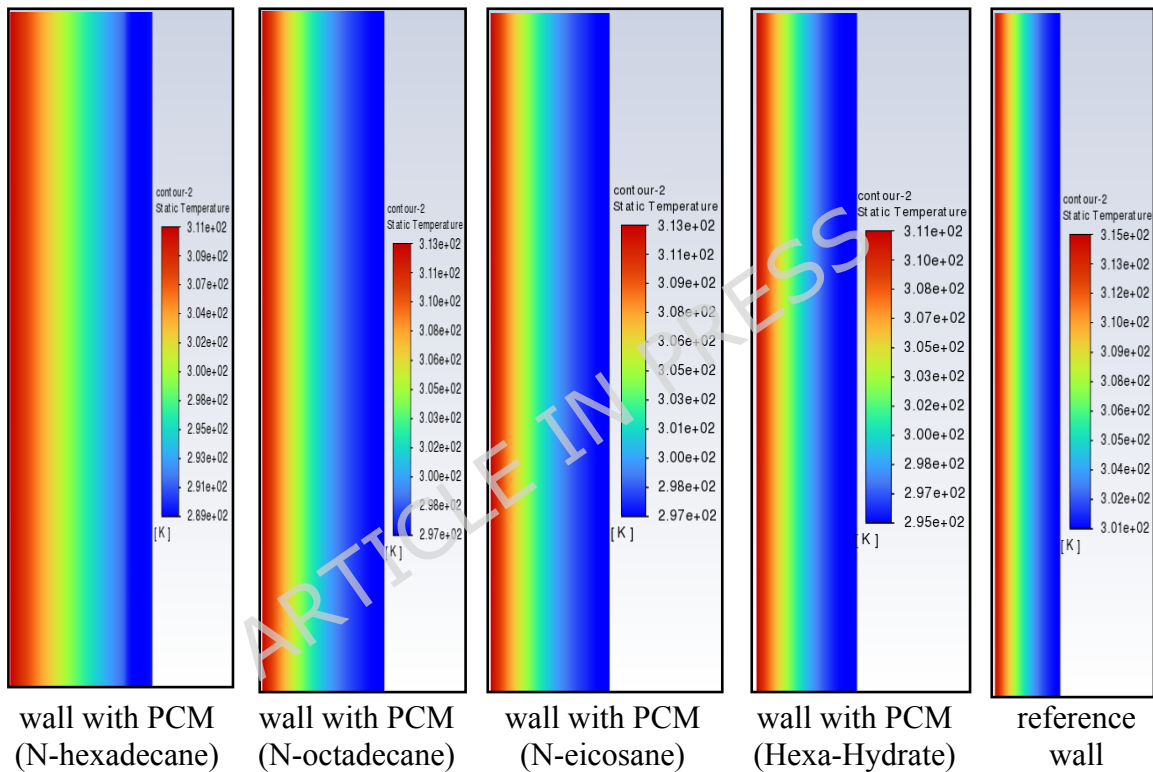 contour-2
Static Temperature
3.11e+02
3.09e+02
3.07e+02
3.04e+02
3.02e+02
3.00e+02
2.98e+02
2.95e+02
2.93e+02
2.91e+02
2.89e+02
[K]
wall with PCM
(N-hexadecane)
contour-2
Static Temperature
3.13e+02
3.11e+02
3.10e+02
3.08e+02
3.06e+02
3.05e+02
3.03e+02
3.02e+02
3.00e+02
2.98e+02
2.97e+02
[K]
wall with PCM
(N-octadecane)
contour-2
Static Temperature
3.13e+02
3.11e+02
3.09e+02
3.08e+02
3.06e+02
3.05e+02
3.03e+02
3.01e+02
3.00e+02
2.98e+02
2.97e+02
[K]
wall with PCM
(N-eicosane)
contour-2
Static Temperature
3.11e+02
3.10e+02
3.08e+02
3.07e+02
3.05e+02
3.03e+02
3.02e+02
3.00e+02
2.98e+02
2.97e+02
2.95e+02
[K]
wall with PCM
(Hexa-Hydrate)
contour-2
Static Temperature
3.15e+02
3.13e+02
3.10e+02
3.09e+02
3.08e+02
3.06e+02
3.05e+02
3.04e+02
3.02e+02
3.01e+02
[K]
reference
wall
ARTICLE IN PRESS